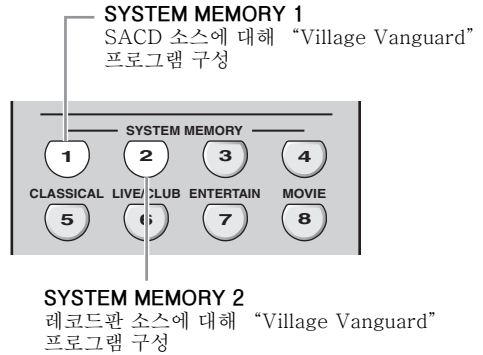 SYSTEM MEMORY 1
SACD 소스에 대해 “Village Vanguard”
프로그램 구성
SYSTEM MEMORY
1 2 3 4
CLASSICAL LIVE/CLUB ENTERTAIN MOVIE
5 6 7 8
SYSTEM MEMORY 2
레코드판 소스에 대해 “Village Vanguard”
프로그램 구성